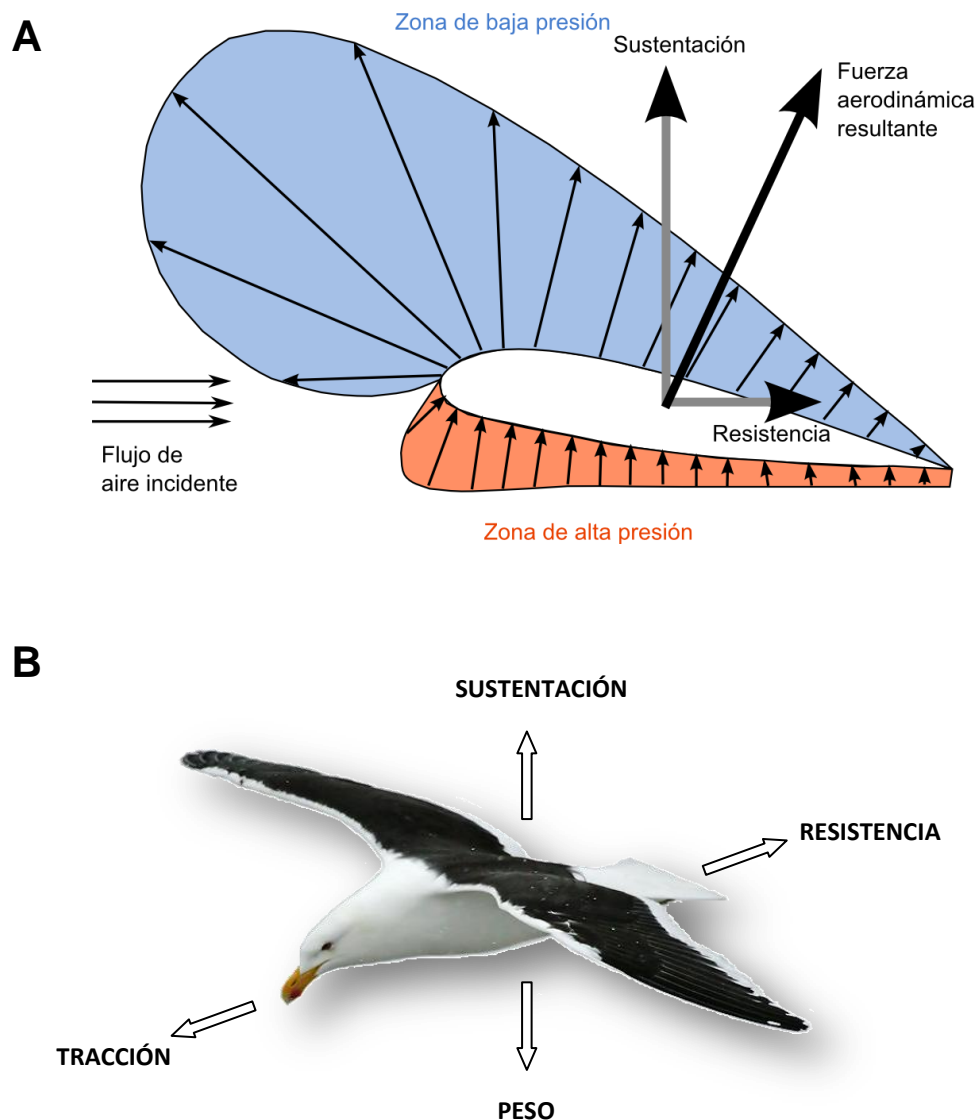 A
Zona de baja presión
Sustentación
Fuerza
aerodinámica
resultante
Flujo de
aire incidente
Resistencia
Zona de alta presión
B
SUSTENTACIÓN
RESISTENCIA
TRACCIÓN
PESO